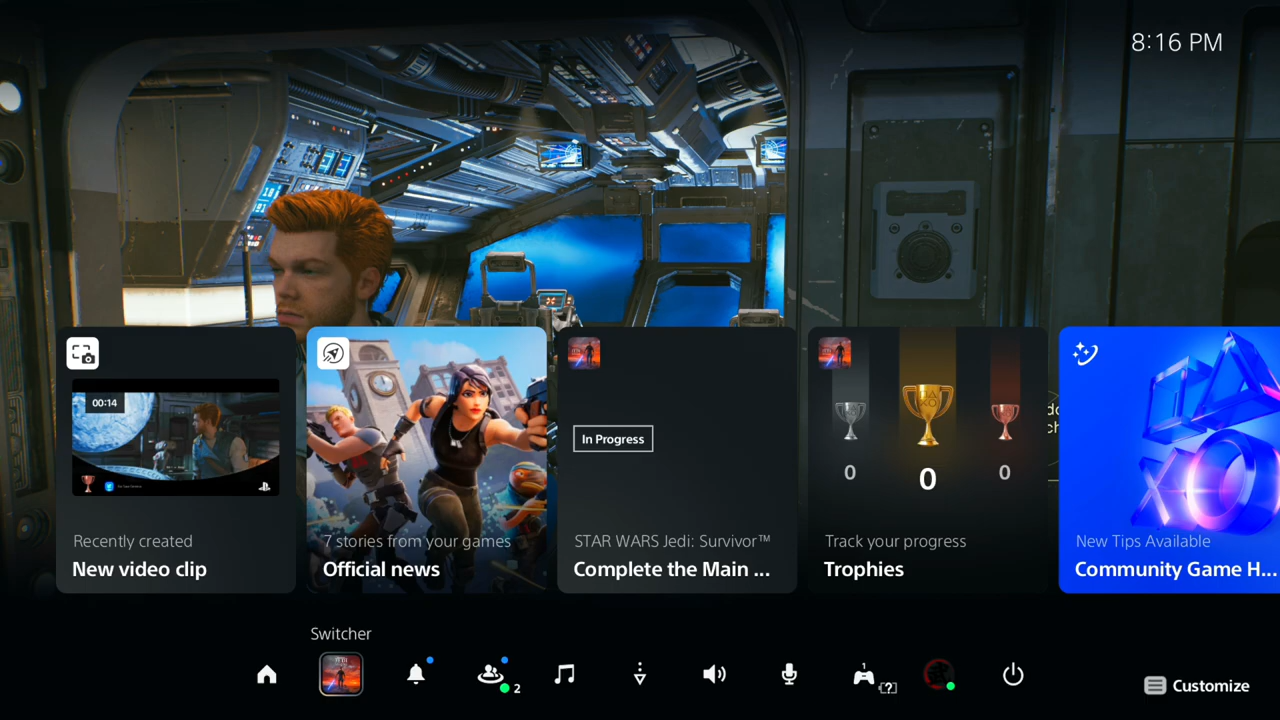 8:16 PM
00:14
Recently created
New video clip
7 stories from your games
Official news
In Progress
STAR WARS Jedi: Survivor™
Complete the Main ...
0
0
0
Track your progress
Trophies
New Tips Available
Community Game H...
Switcher
2
1
[?]
Customize